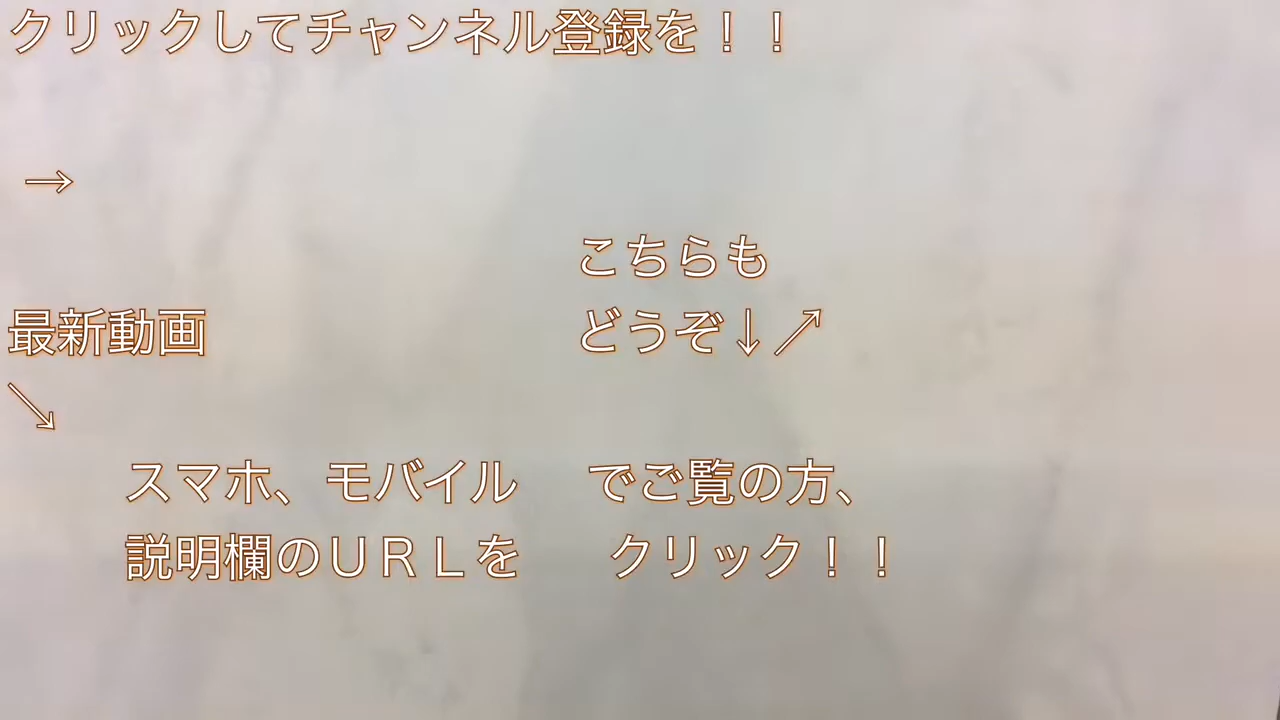 クリックしてチャンネル登録を！！
→
こちらも
最新動画
どうぞ↓↗
↘
スマホ、モバイル でご覧の方、
説明欄のＵＲＬを クリック！！